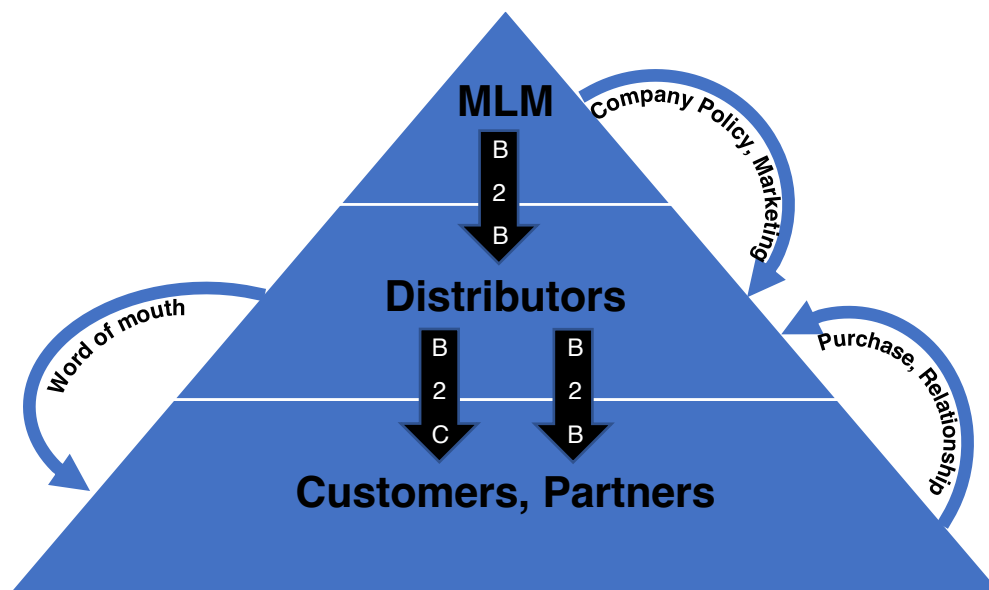 MLM
Company Policy, Marketing
B
2
B
Distributors
Word of mouth
Purchase, Relationship
B
2
C
B
2
B
Customers, Partners